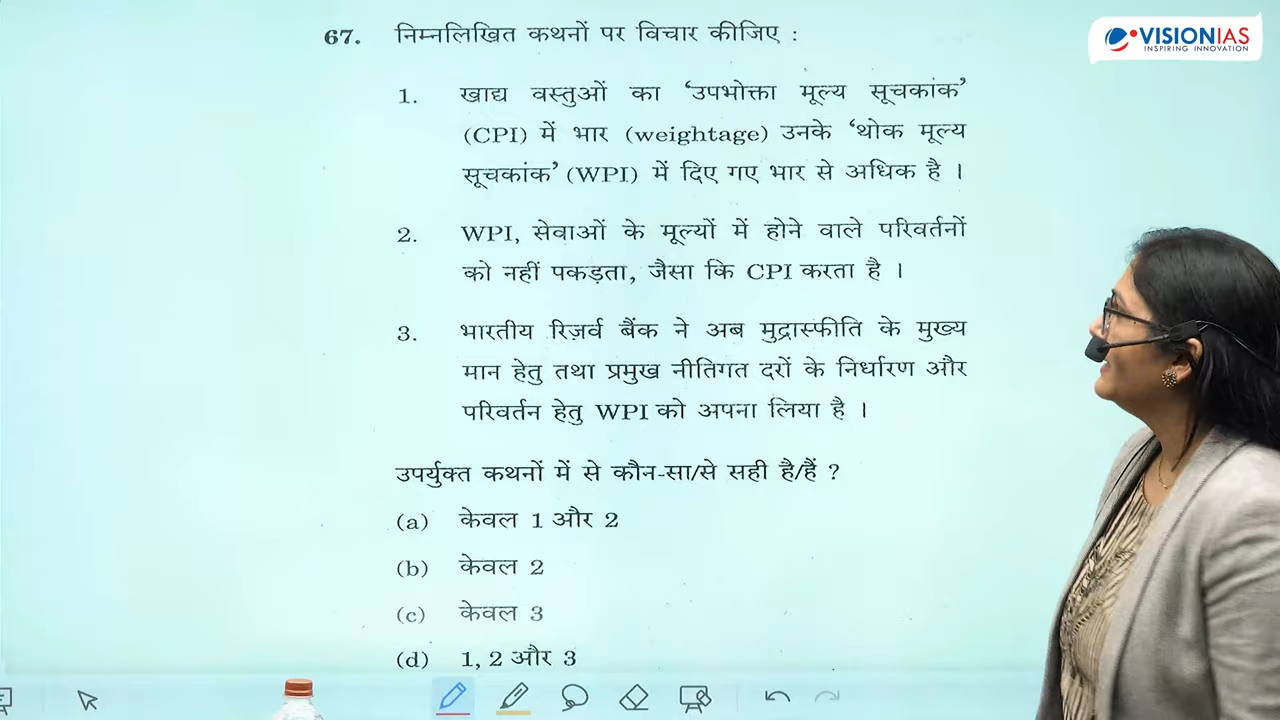 VISIONIAS
INSPIRING INNOVATION
67. निम्नलिखित कथनों पर विचार कीजिए :
1. खाद्य वस्तुओं का ‘उपभोक्ता मूल्य सूचकांक’
(CPI) में भार (weightage) उनके ‘थोक मूल्य
सूचकांक’ (WPI) में दिए गए भार से अधिक है ।
2. WPI, सेवाओं के मूल्यों में होने वाले परिवर्तनों
को नहीं पकड़ता, जैसा कि CPI करता है ।
3. भारतीय रिज़र्व बैंक ने अब मुद्रास्फीति के मुख्य
मान हेतु तथा प्रमुख नीतिगत दरों के निर्धारण और
परिवर्तन हेतु WPI को अपना लिया है ।
उपर्युक्त कथनों में से कौन-सा/से सही है/हैं ?
(a) केवल 1 और 2
(b) केवल 2
(c) केवल 3
(d) 1, 2 और 3